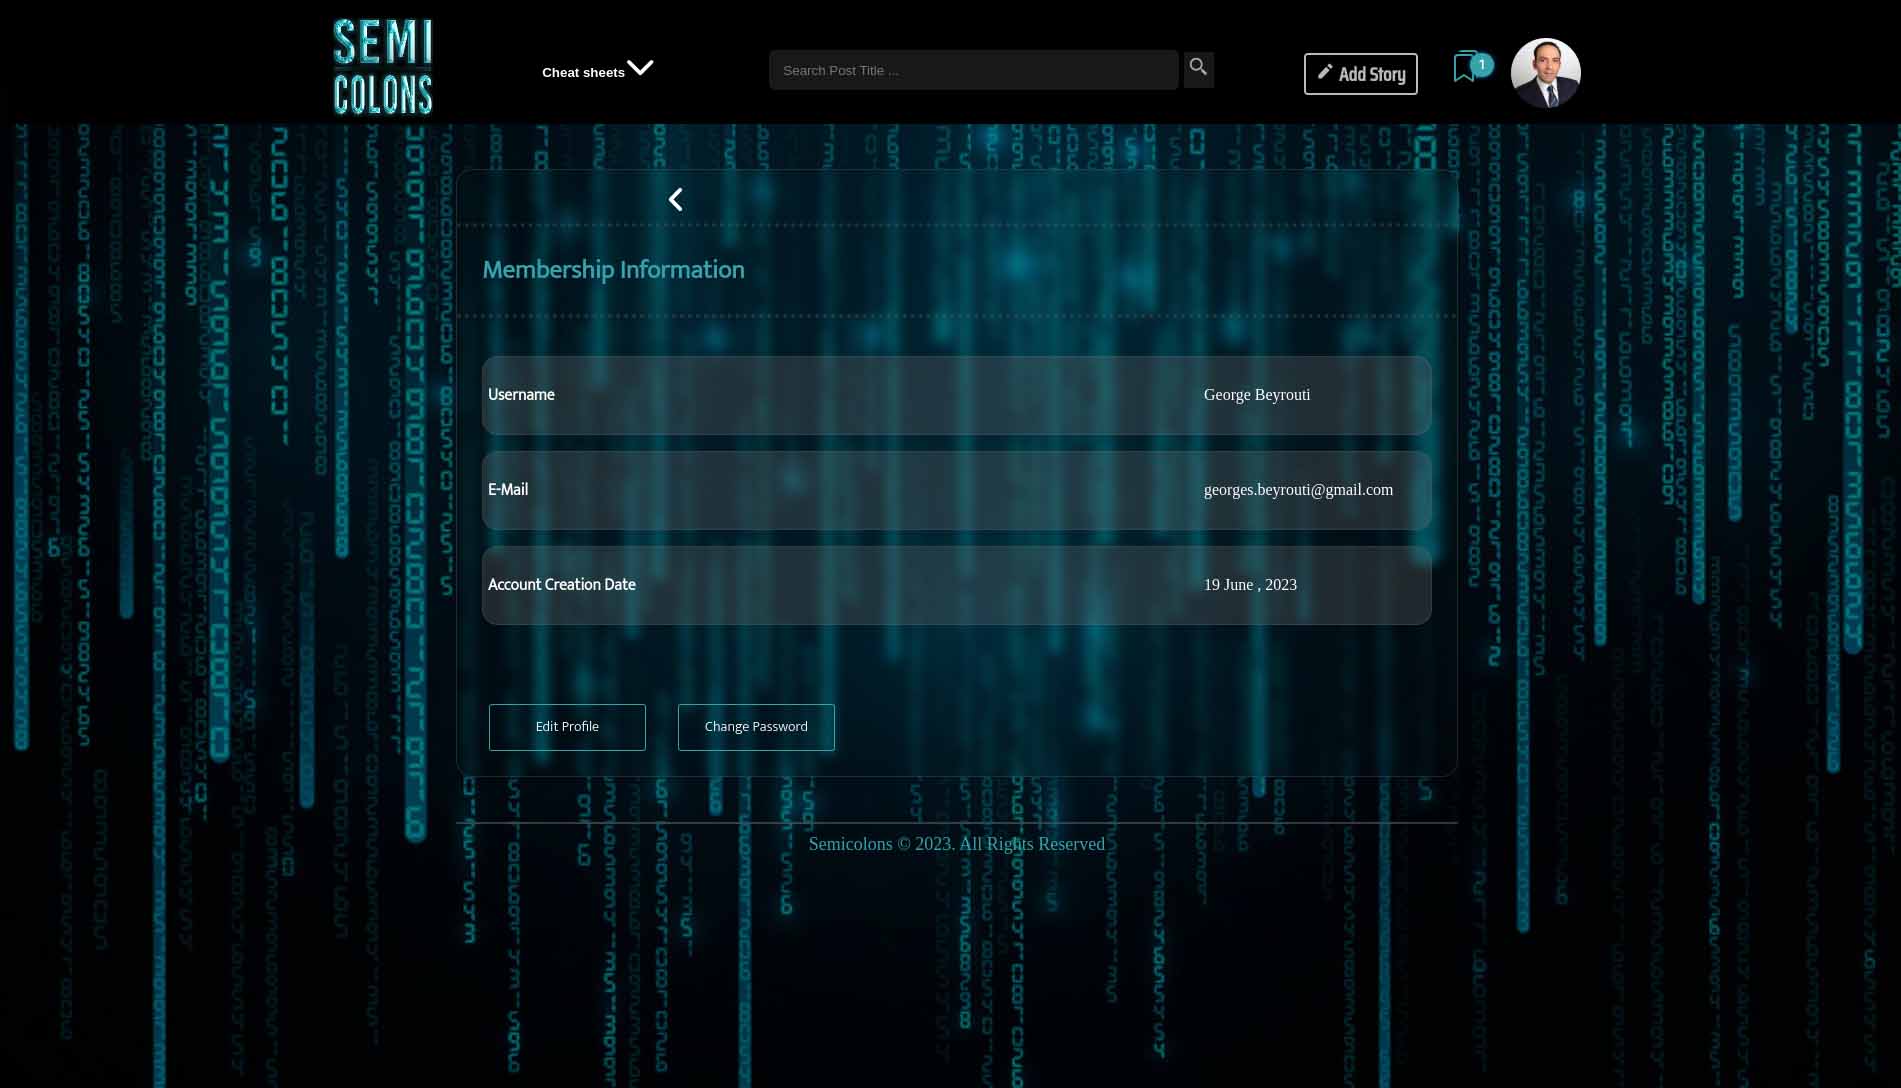 SEMI
COLONS
Cheat sheets
Search Post Title ...
Add Story
1
Membership Information
Username
George Beyrouti
E-Mail
georges.beyrouti@gmail.com
Account Creation Date
19 June , 2023
Edit Profile
Change Password
Semicolons © 2023. All Rights Reserved